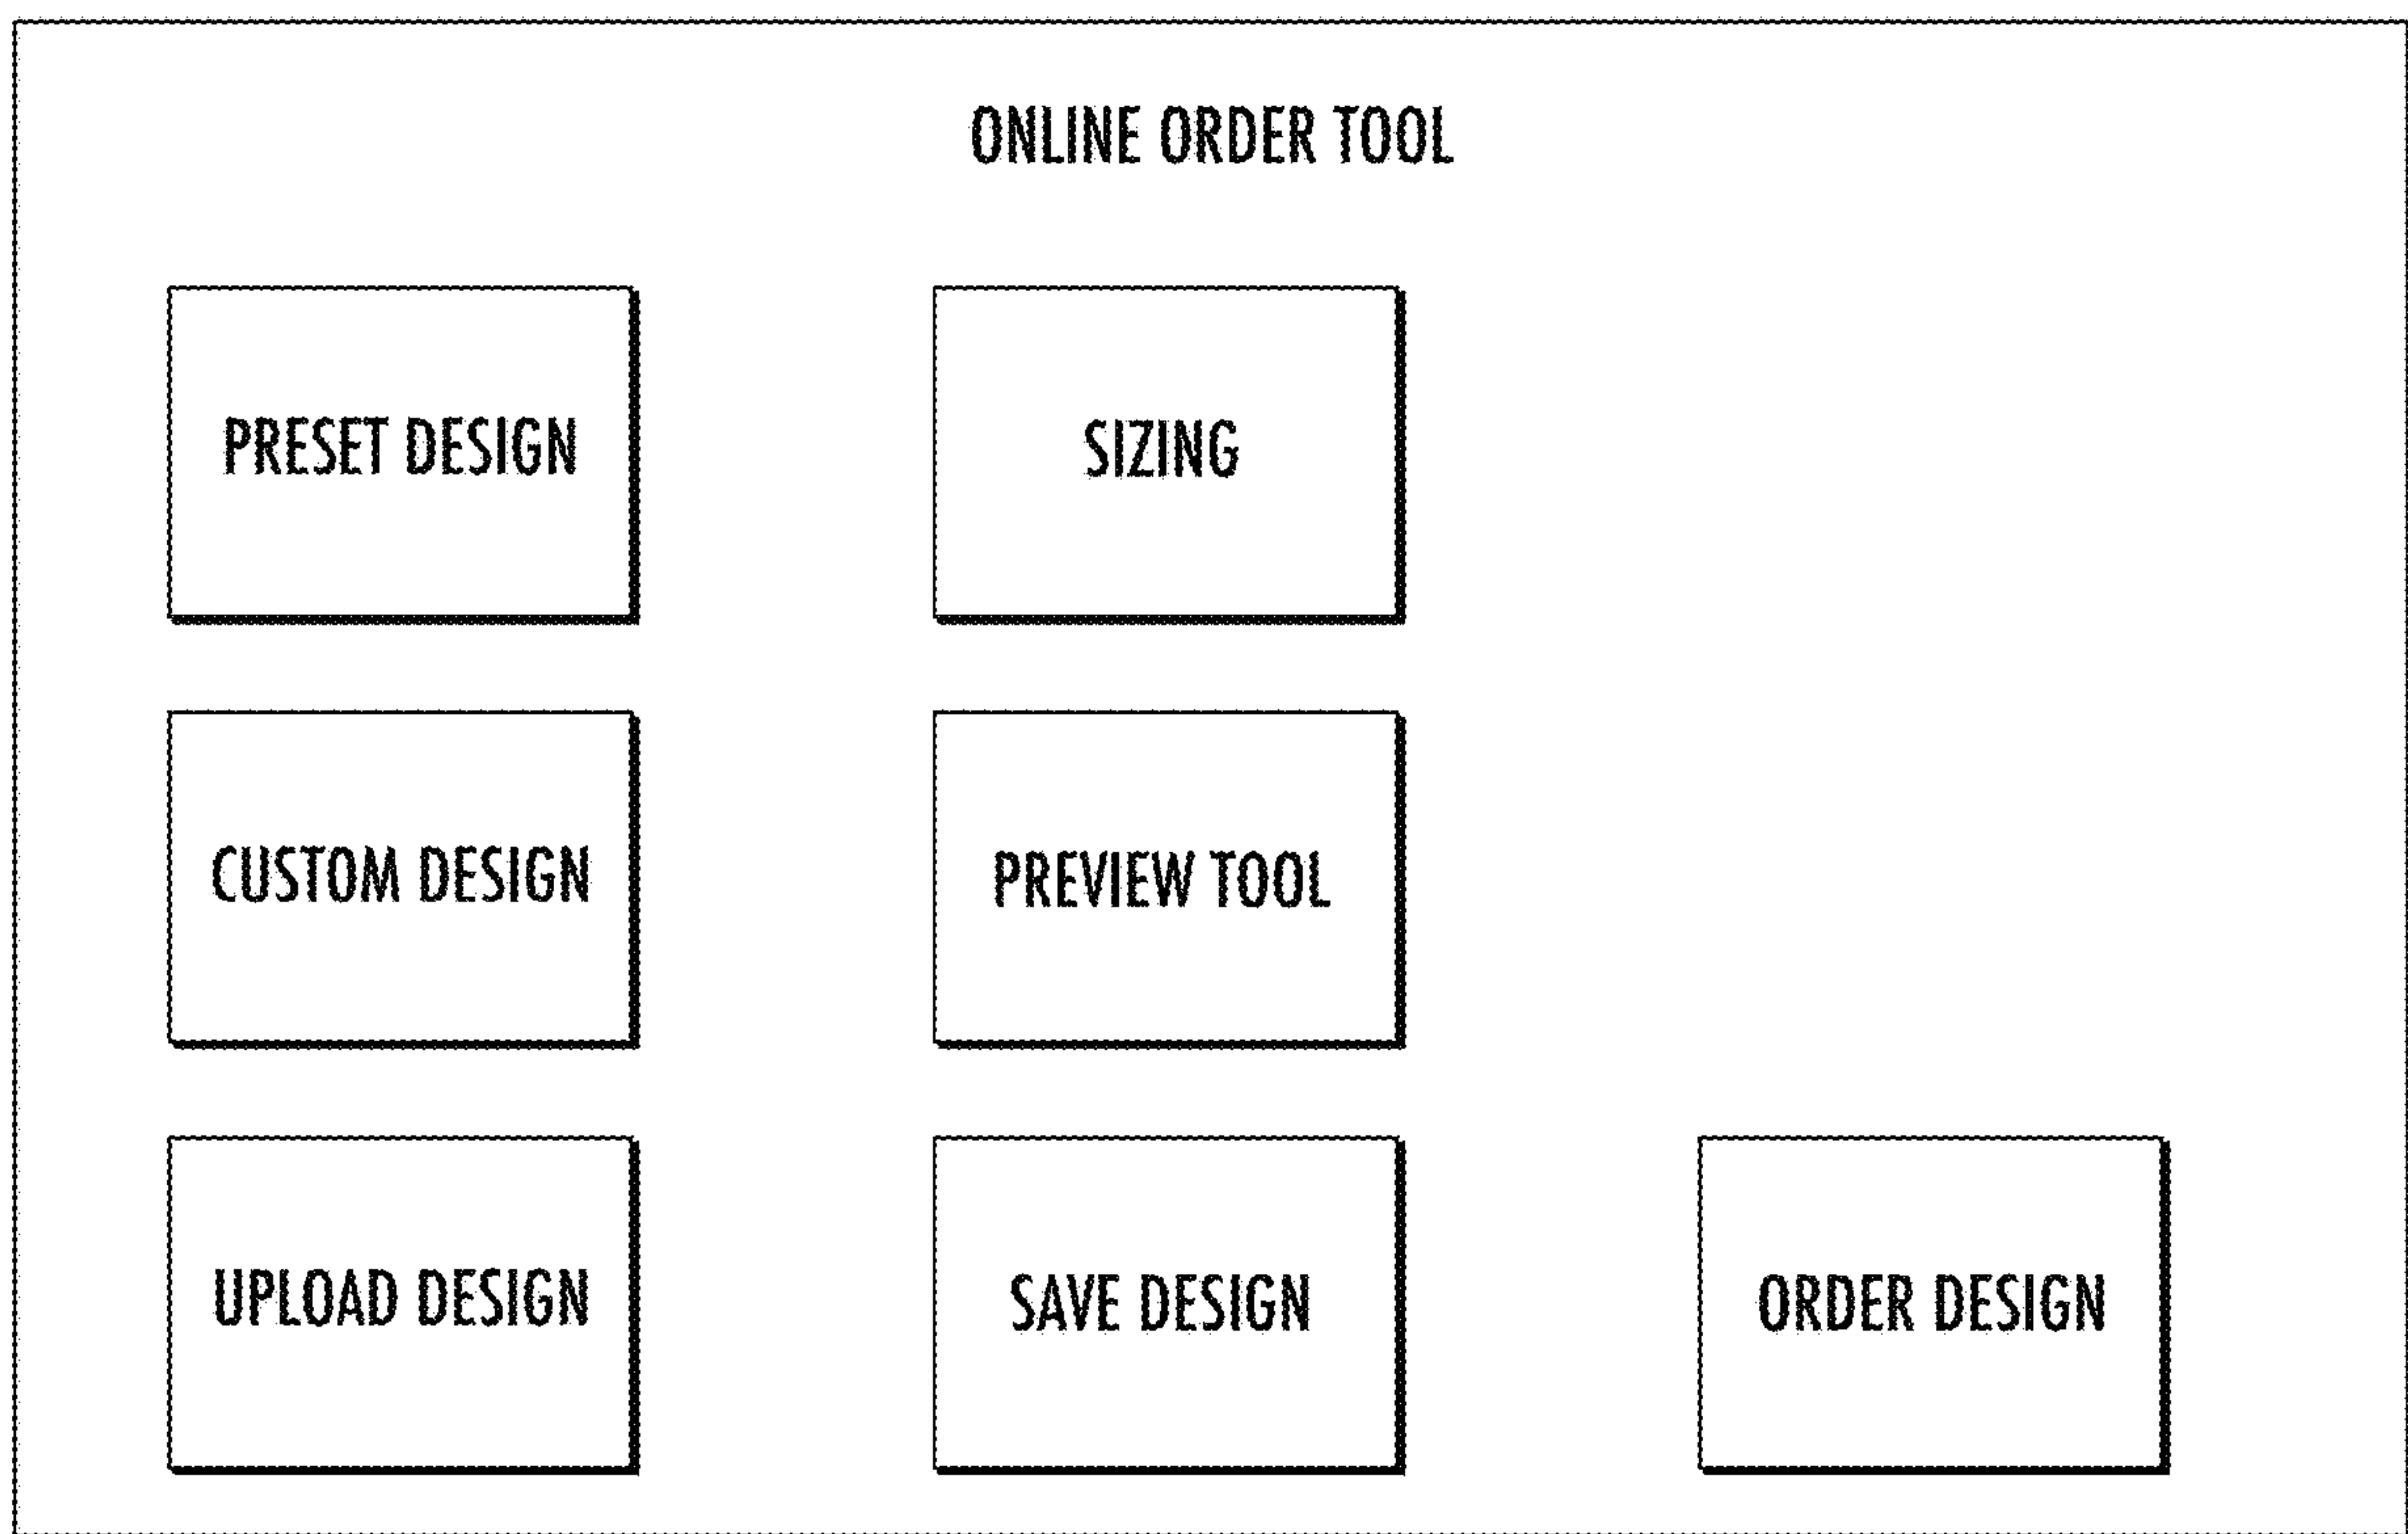 ONLINE ORDER TOOL
PRESET DESIGN
SIZING
CUSTOM DESIGN
PREVIEW TOOL
UPLOAD DESIGN
SAVE DESIGN
ORDER DESIGN